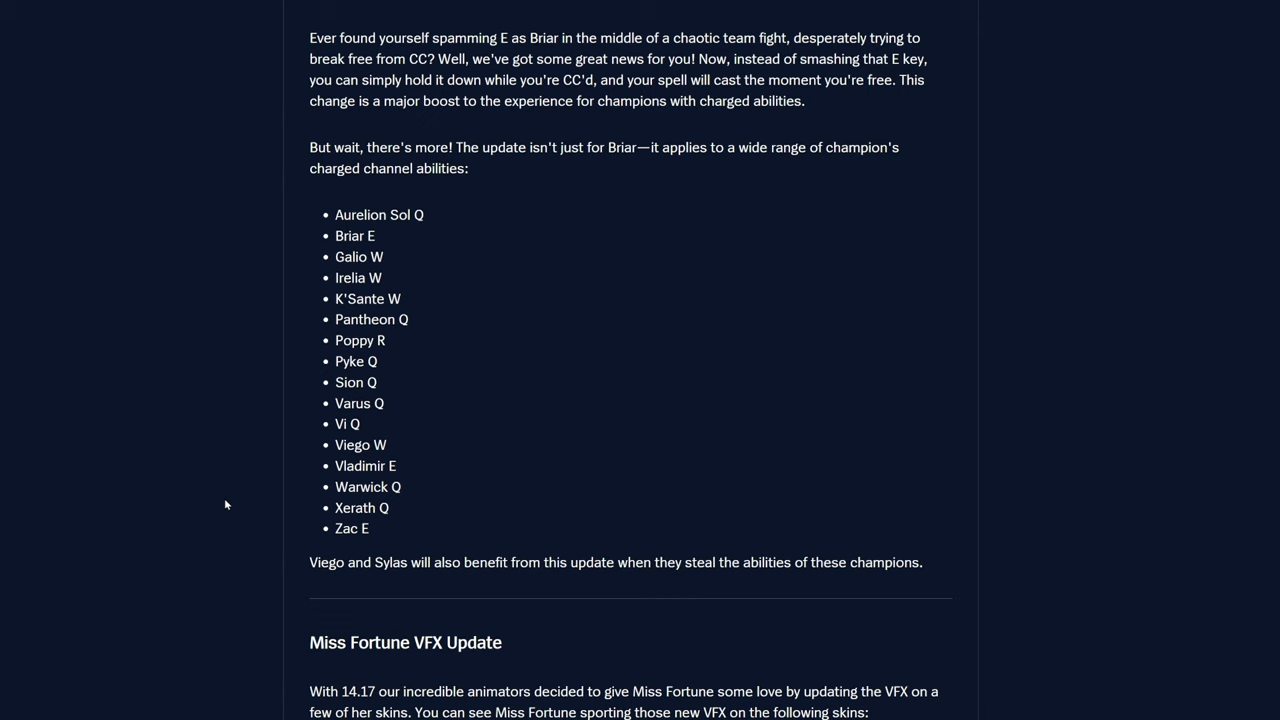 Ever found yourself spamming E as Briar in the middle of a chaotic team fight, desperately trying to
break free from CC? Well, we've got some great news for you! Now, instead of smashing that E key,
you can simply hold it down while you're CC'd, and your spell will cast the moment you're free. This
change is a major boost to the experience for champions with charged abilities.
But wait, there's more! The update isn't just for Briar—it applies to a wide range of champion's
charged channel abilities:
• Aurelion Sol Q
• Briar E
• Galio W
• Irelia W
• K'Sante W
• Pantheon Q
• Poppy R
• Pyke Q
• Sion Q
• Varus Q
• Vi Q
• Viego W
• Vladimir E
• Warwick Q
• Xerath Q
• Zac E
Viego and Sylas will also benefit from this update when they steal the abilities of these champions.
Miss Fortune VFX Update
With 14.17 our incredible animators decided to give Miss Fortune some love by updating the VFX on a
few of her skins. You can see Miss Fortune sporting those new VFX on the following skins: